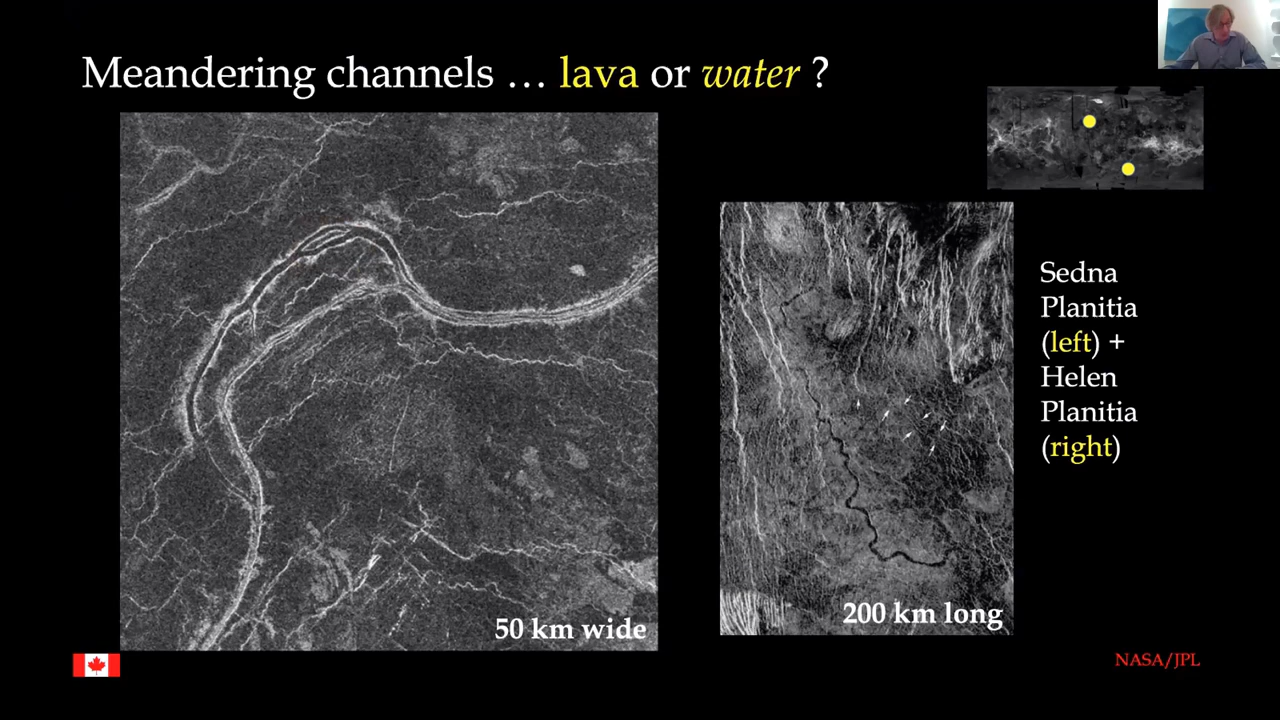 Meandering channels … lava or water ?
50 km wide
200 km long
Sedna
Planitia
(left) +
Helen
Planitia
(right)
NASA/JPL